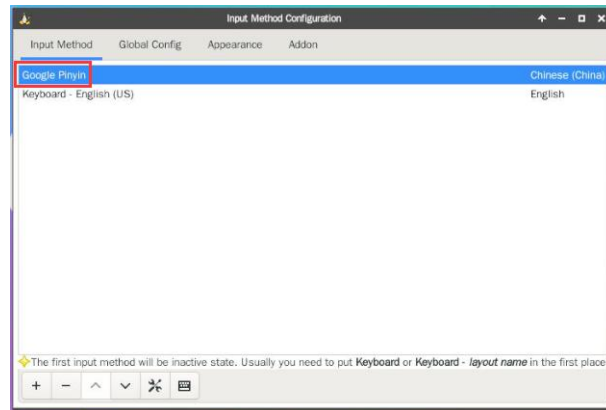 Input Method Configuration
Input Method Global Config Appearance Addon
Google Pinyin Chinese (China)
Keyboard - English (US) English
The first input method will be inactive state. Usually you need to put Keyboard or Keyboard - layout name in the first place